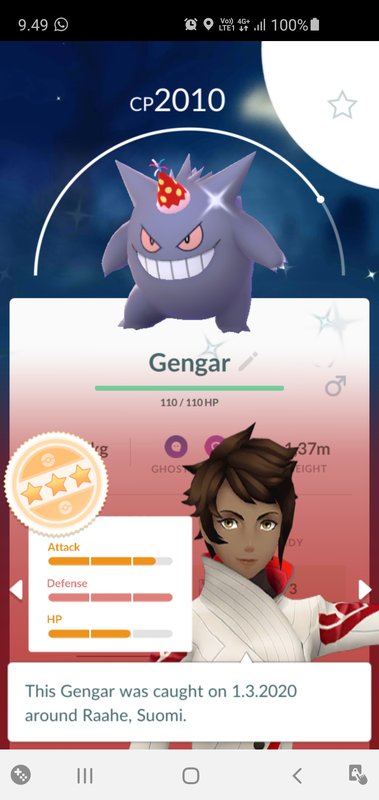 9.49
Vo)) 4G+
LTE1
100%
CP2010
Gengar
110 / 110 HP
kg
1.37m
GHOS
EIGHT
DY
3
Attack
Defense
HP
This Gengar was caught on 1.3.2020
around Raahe, Suomi.